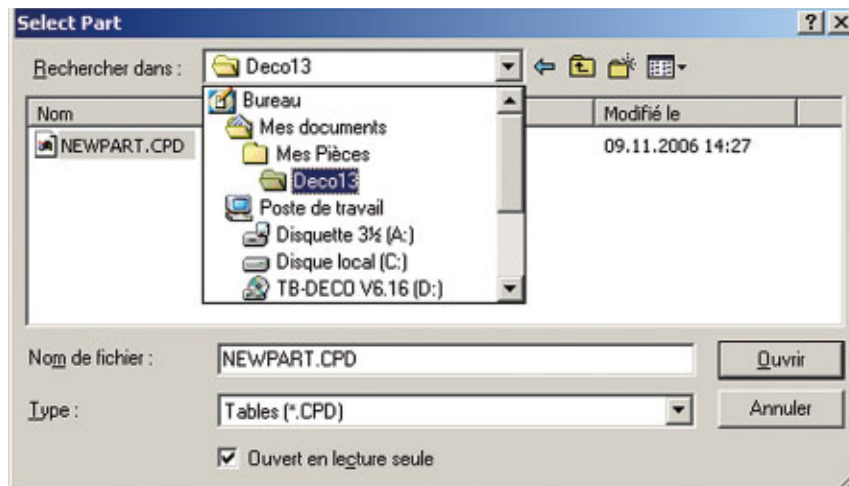 Select Part
Rechercher dans :
Deco13
Nom
Modifié le
NEWPART.CPD
09.11.2006 14:27
Bureau
Mes documents
Mes Pièces
Deco13
Poste de travail
Disquette 3½ (A:)
Disque local (C:)
TB-DECO V6.16 (D:)
Nom de fichier :
NEWPART.CPD
Ouvrir
Type :
Tables (*.CPD)
Annuler
Ouvert en lecture seule